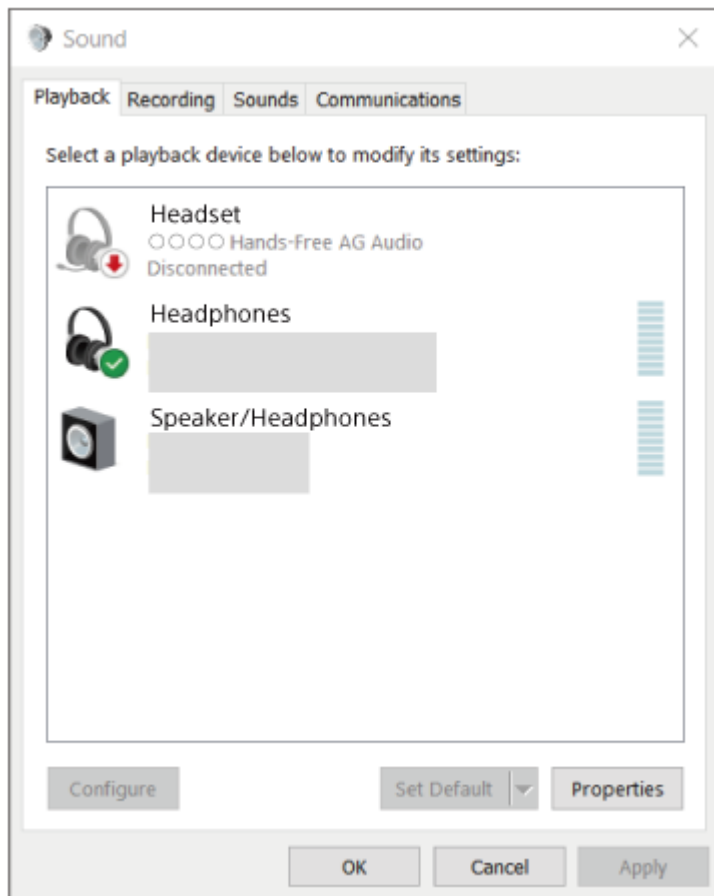 Sound
Playback Recording Sounds Communications
Select a playback device below to modify its settings:
Headset
○○○○ Hands-Free AG Audio
Disconnected
Headphones
Speaker/Headphones
Configure Set Default Properties
OK Cancel Apply